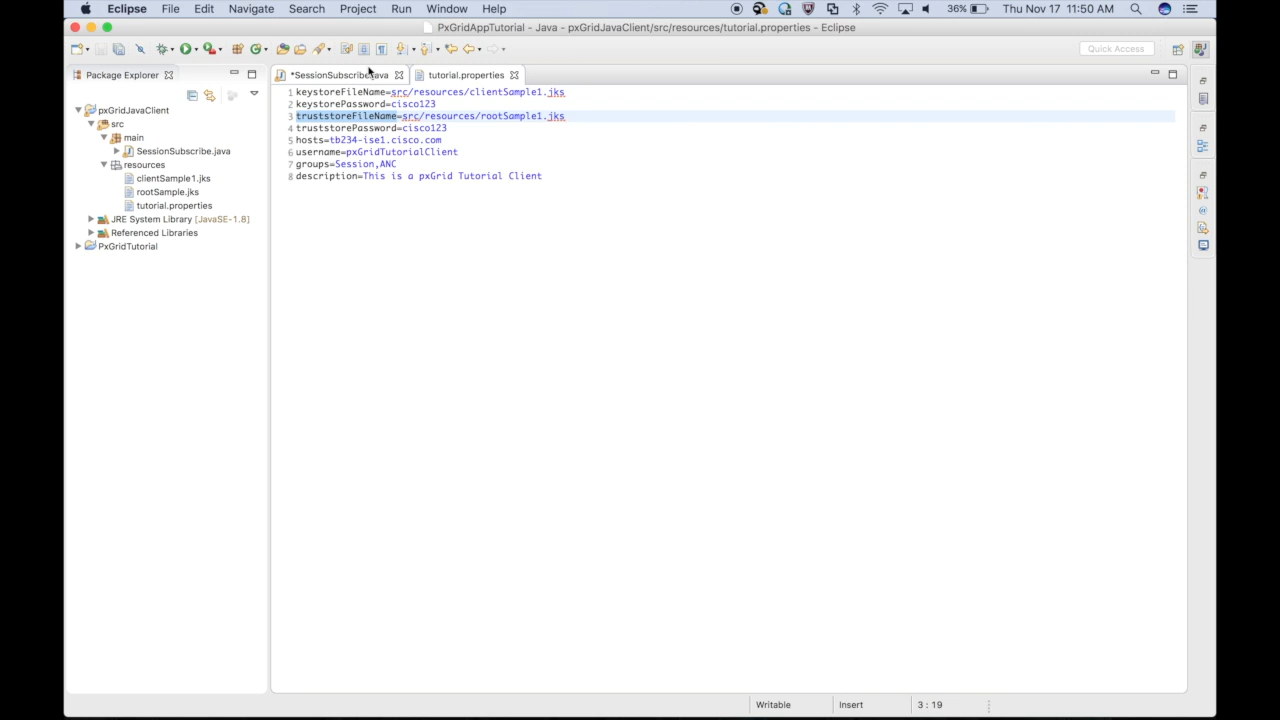 Eclipse File Edit Navigate Search Project Run Window Help 36% Thu Nov 17 11:50 AM
PxGridAppTutorial - Java - pxGridJavaClient/src/resources/tutorial.properties - Eclipse
Quick Access
Package Explorer
*SessionSubscribe.java tutorial.properties
pxGridJavaClient
src
main
SessionSubscribe.java
resources
clientSample1.jks
rootSample.jks
tutorial.properties
JRE System Library [JavaSE-1.8]
Referenced Libraries
PxGridTutorial
1 keystoreFileName=src/resources/clientSample1.jks
2 keystorePassword=cisco123
3 truststoreFileName=src/resources/rootSample1.jks
4 truststorePassword=cisco123
5 hosts=tb234-ise1.cisco.com
6 username=pxGridTutorialClient
7 groups=Session,ANC
8 description=This is a pxGrid Tutorial Client
Writable Insert 3 : 19